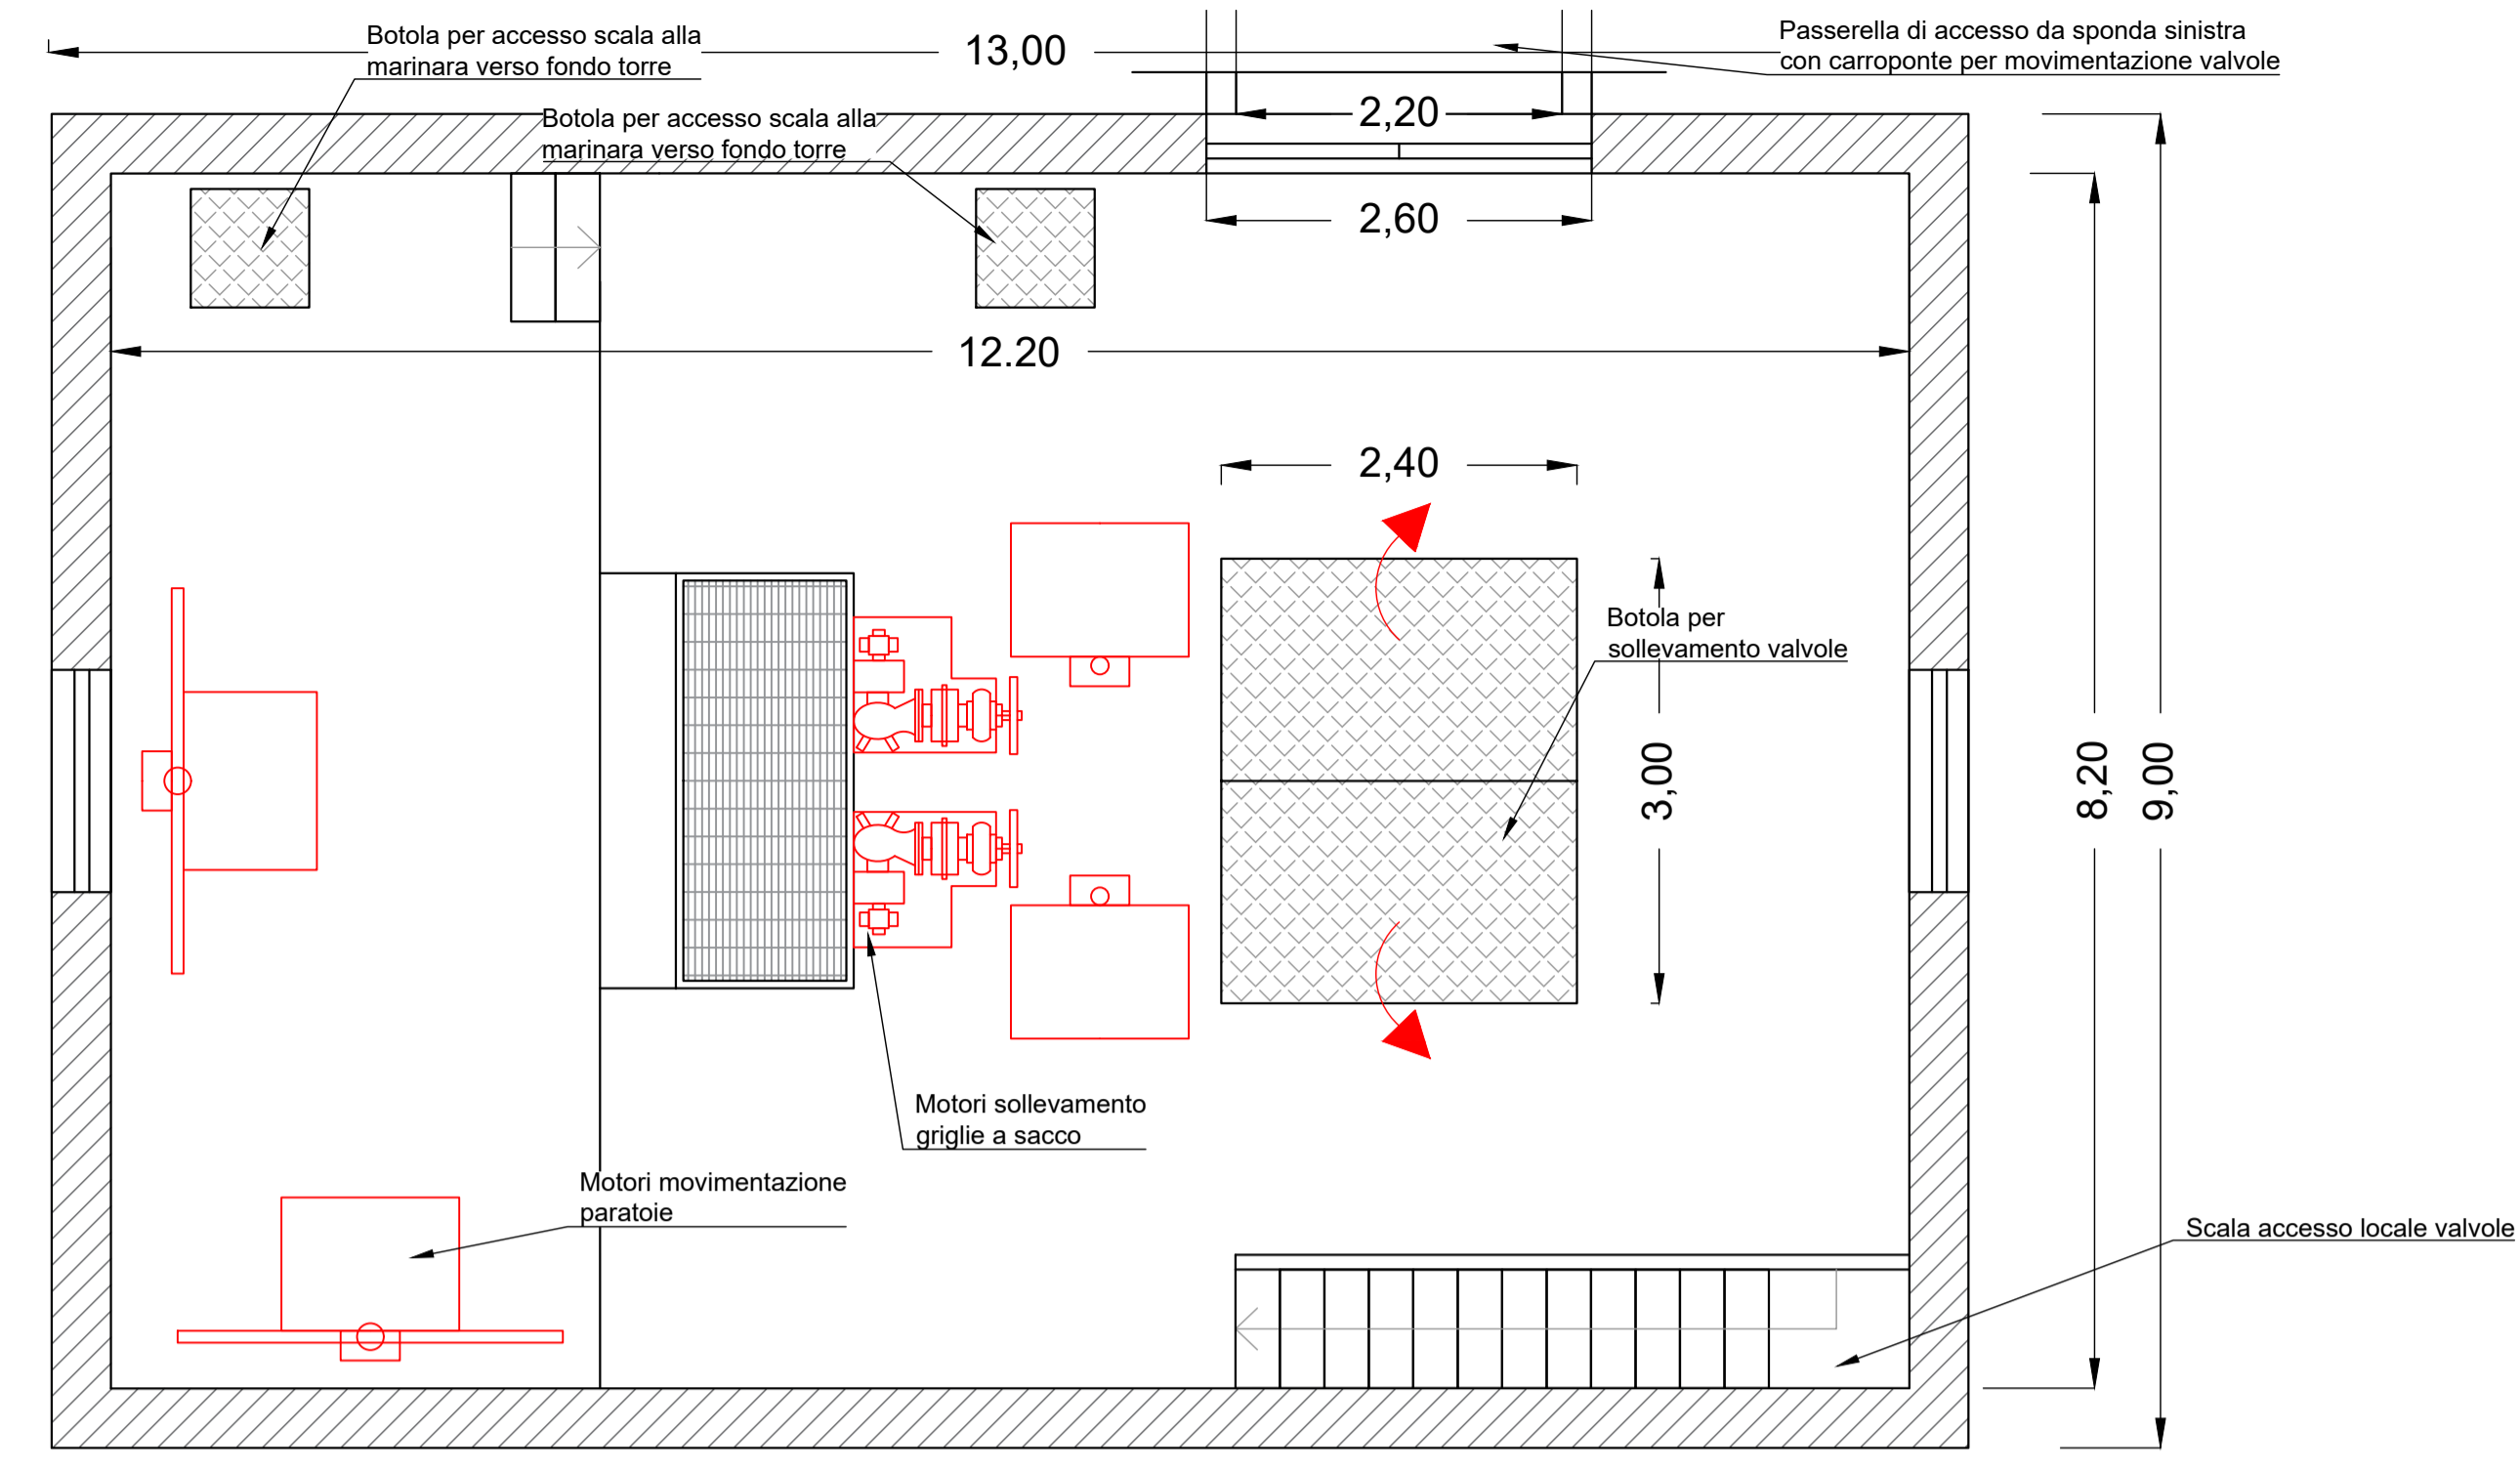 Botola per accesso scala alla
marinara verso fondo torre
13,00
Passerella di accesso da sponda sinistra
con carroponte per movimentazione valvole
Botola per accesso scala alla
marinara verso fondo torre
2,20
2,60
12.20
2,40
Botola per
sollevamento valvole
3,00
8,20
9,00
Motori sollevamento
griglie a sacco
Motori movimentazione
paratoie
Scala accesso locale valvole